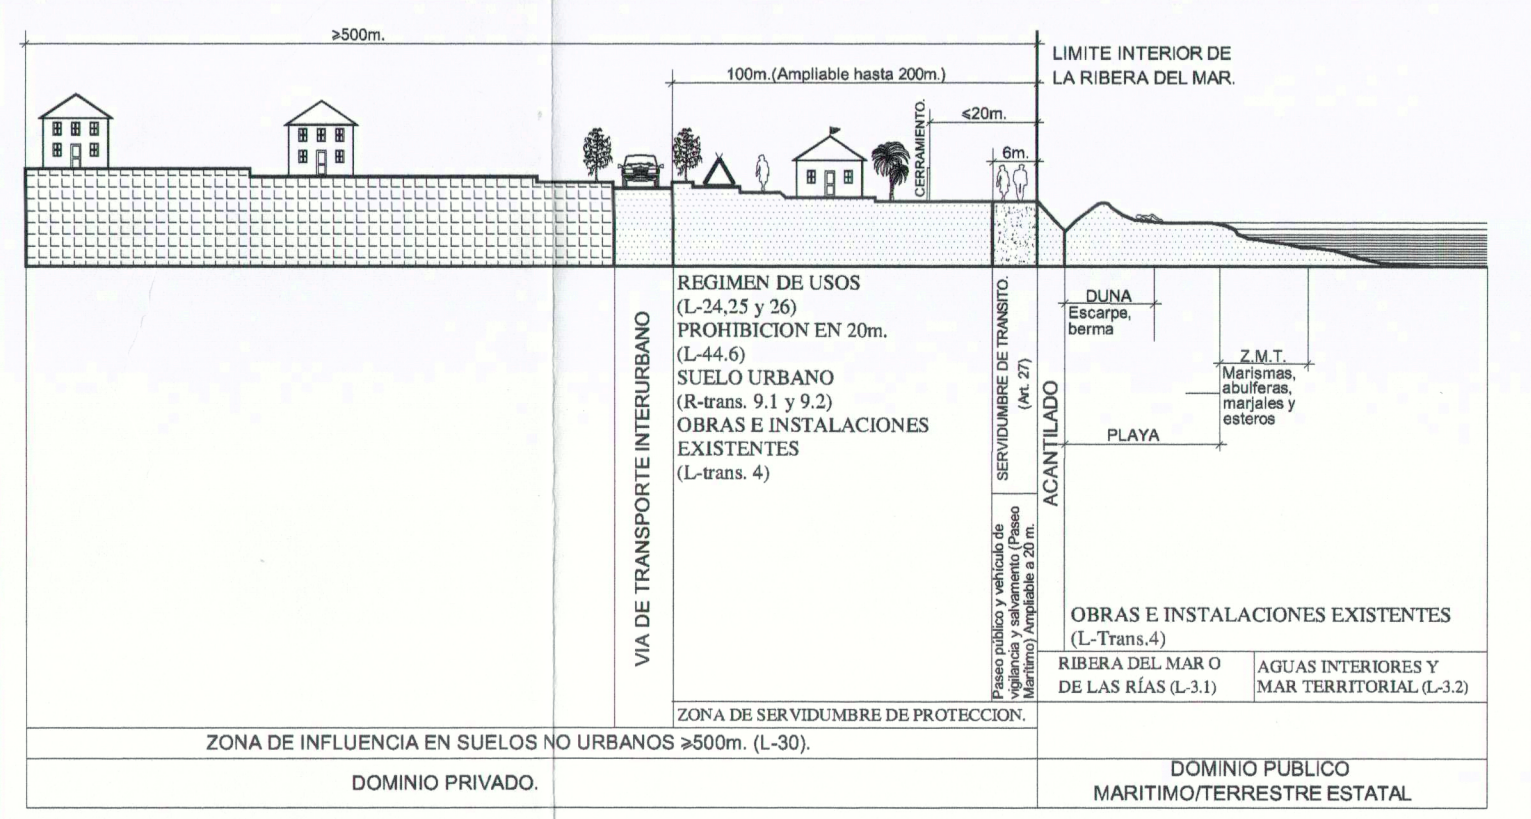 ≥500m.
LIMITE INTERIOR DE
LA RIBERA DEL MAR.
100m.(Ampliable hasta 200m.)
CERRAMIENTO.
≤20m.
6m.
VIA DE TRANSPORTE INTERURBANO
REGIMEN DE USOS
(L-24,25 y 26)
PROHIBICION EN 20m.
(L-44.6)
SUELO URBANO
(R-trans. 9.1 y 9.2)
OBRAS E INSTALACIONES
EXISTENTES
(L-trans. 4)
SERVIDUMBRE DE TRANSITO.
(Art. 27)
Paseo público y vehículo de
vigilancia y salvamento (Paseo
Marítimo) Ampliable a 20 m.
ACANTILADO
DUNA
Escarpe,
berma
Z.M.T.
Marismas,
abulferas,
marjales y
esteros
PLAYA
OBRAS E INSTALACIONES EXISTENTES
(L-Trans.4)
RIBERA DEL MAR O
DE LAS RÍAS (L-3.1)
AGUAS INTERIORES Y
MAR TERRITORIAL (L-3.2)
ZONA DE SERVIDUMBRE DE PROTECCION.
ZONA DE INFLUENCIA EN SUELOS NO URBANOS ≥500m. (L-30).
DOMINIO PRIVADO.
DOMINIO PUBLICO
MARITIMO/TERRESTRE ESTATAL